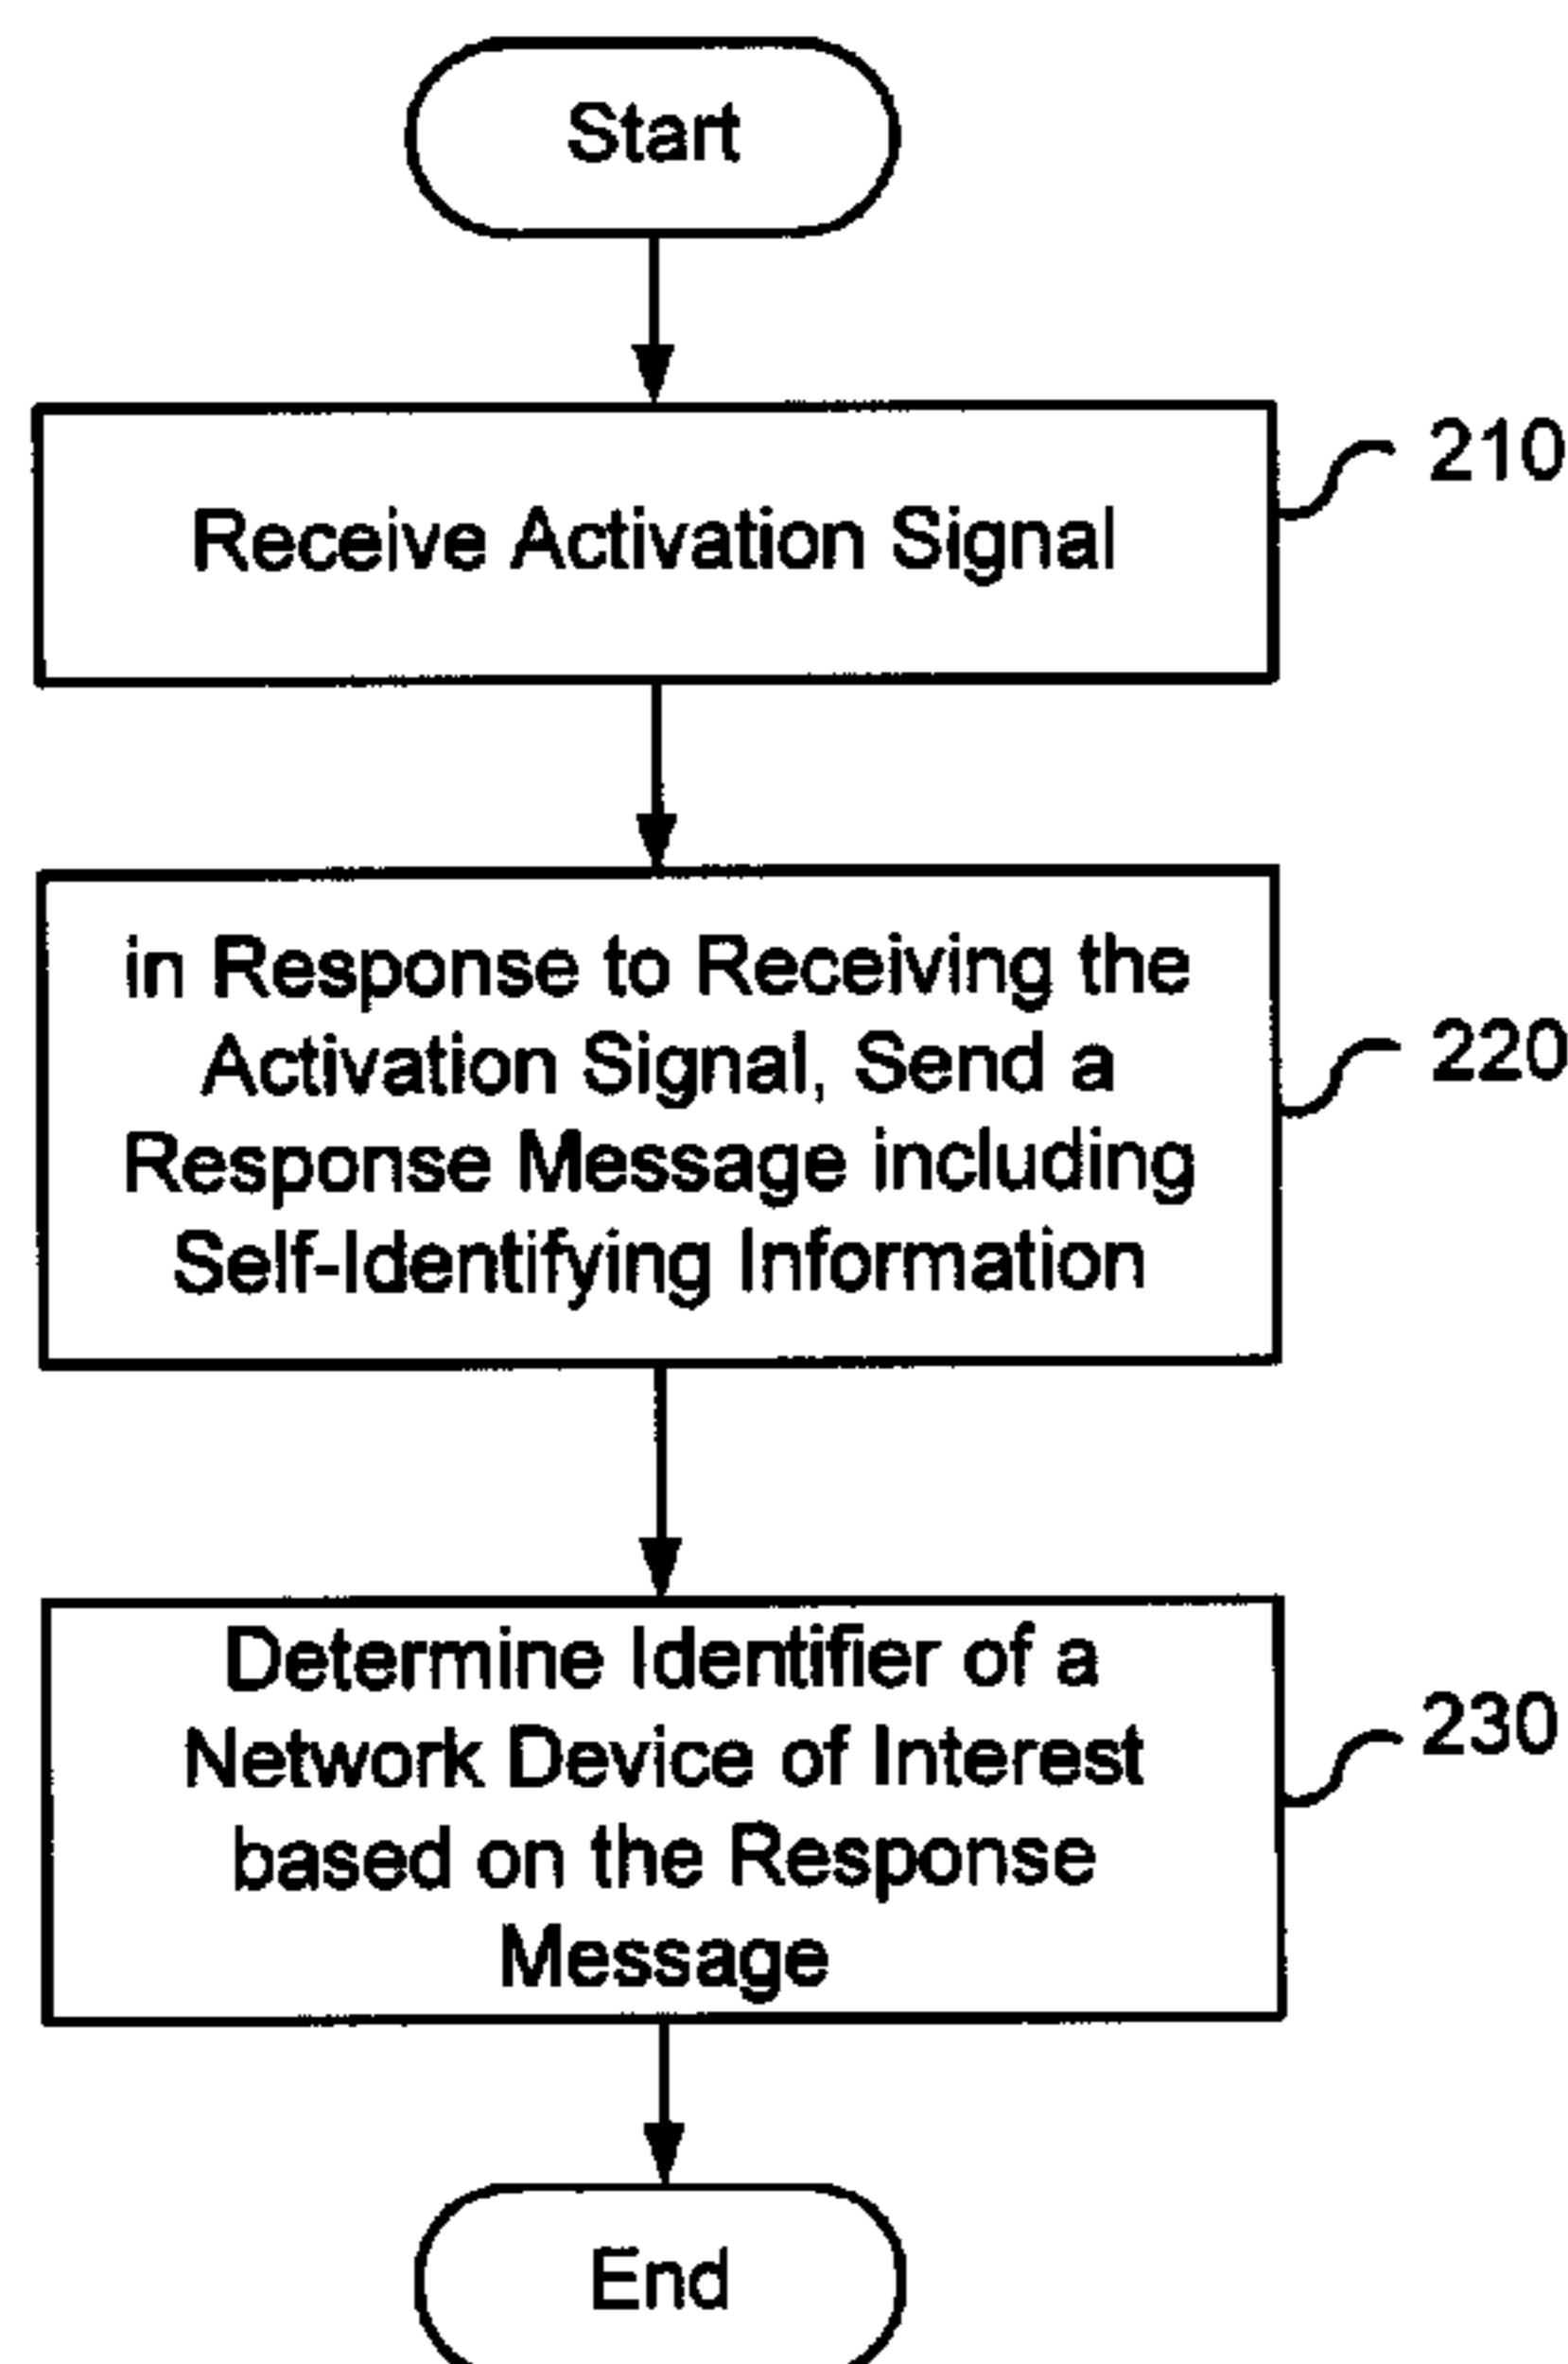 Start
Receive Activation Signal
210
in Response to Receiving the
Activation Signal, Send a
Response Message including
Self-Identifying Information
220
Determine Identifier of a
Network Device of Interest
based on the Response
Message
230
End